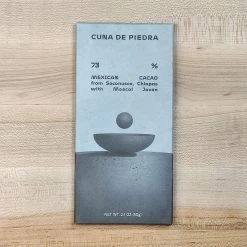 CUNA DE PIEDRA
73 %
MEXICAN CACAO
from Soconusco, Chiapas
with Mezcal Joven
NET WT. 2.1 OZ (60g)